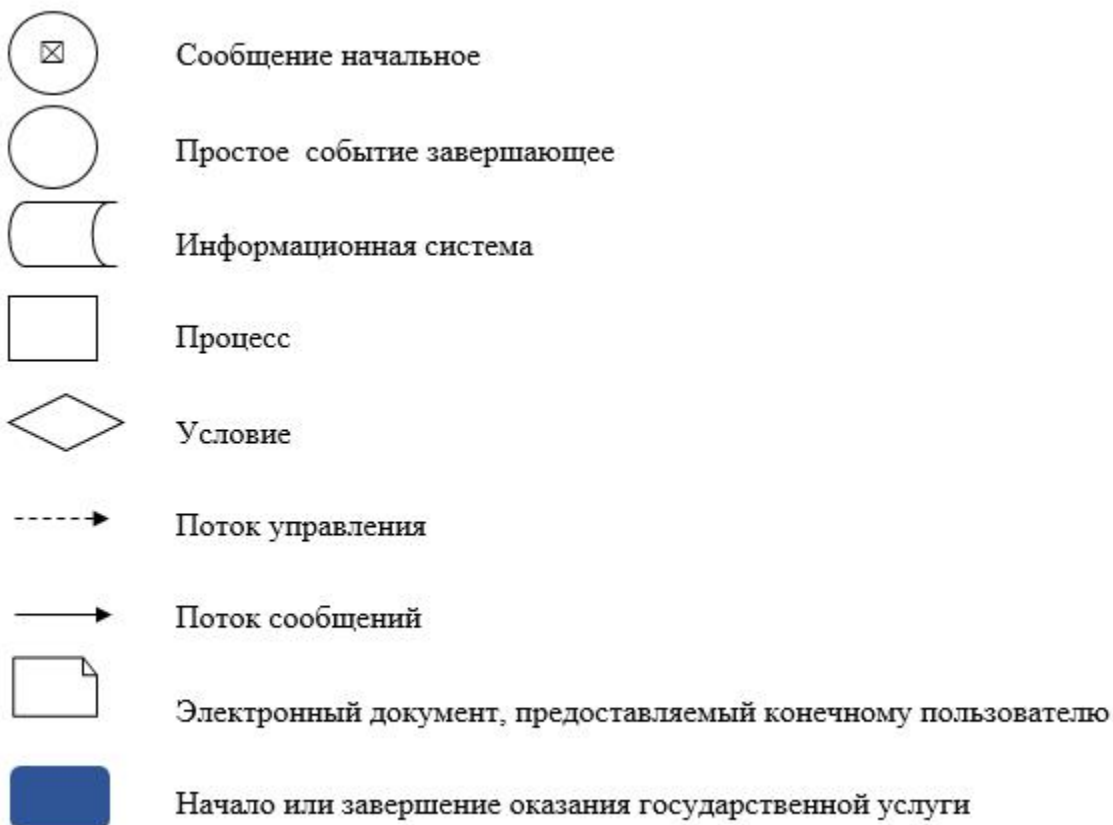 Сообщение начальное
Простое событие завершающее
Информационная система
Процесс
Условие
Поток управления
Поток сообщений
Электронный документ, предоставляемый конечному пользователю
Начало или завершение оказания государственной услуги